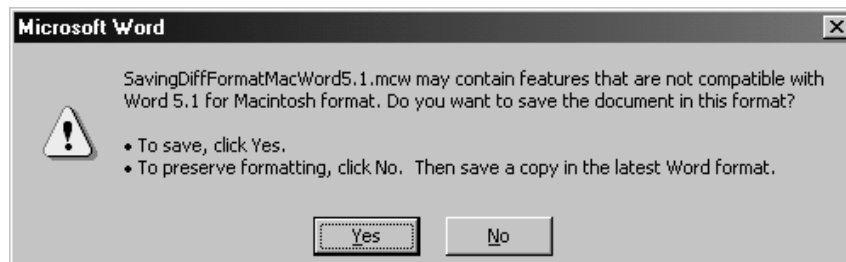 Microsoft Word
SavingDiffFormatMacWord5.1.mcw may contain features that are not compatible with
Word 5.1 for Macintosh format. Do you want to save the document in this format?
• To save, click Yes.
• To preserve formatting, click No.  Then save a copy in the latest Word format.
Yes No